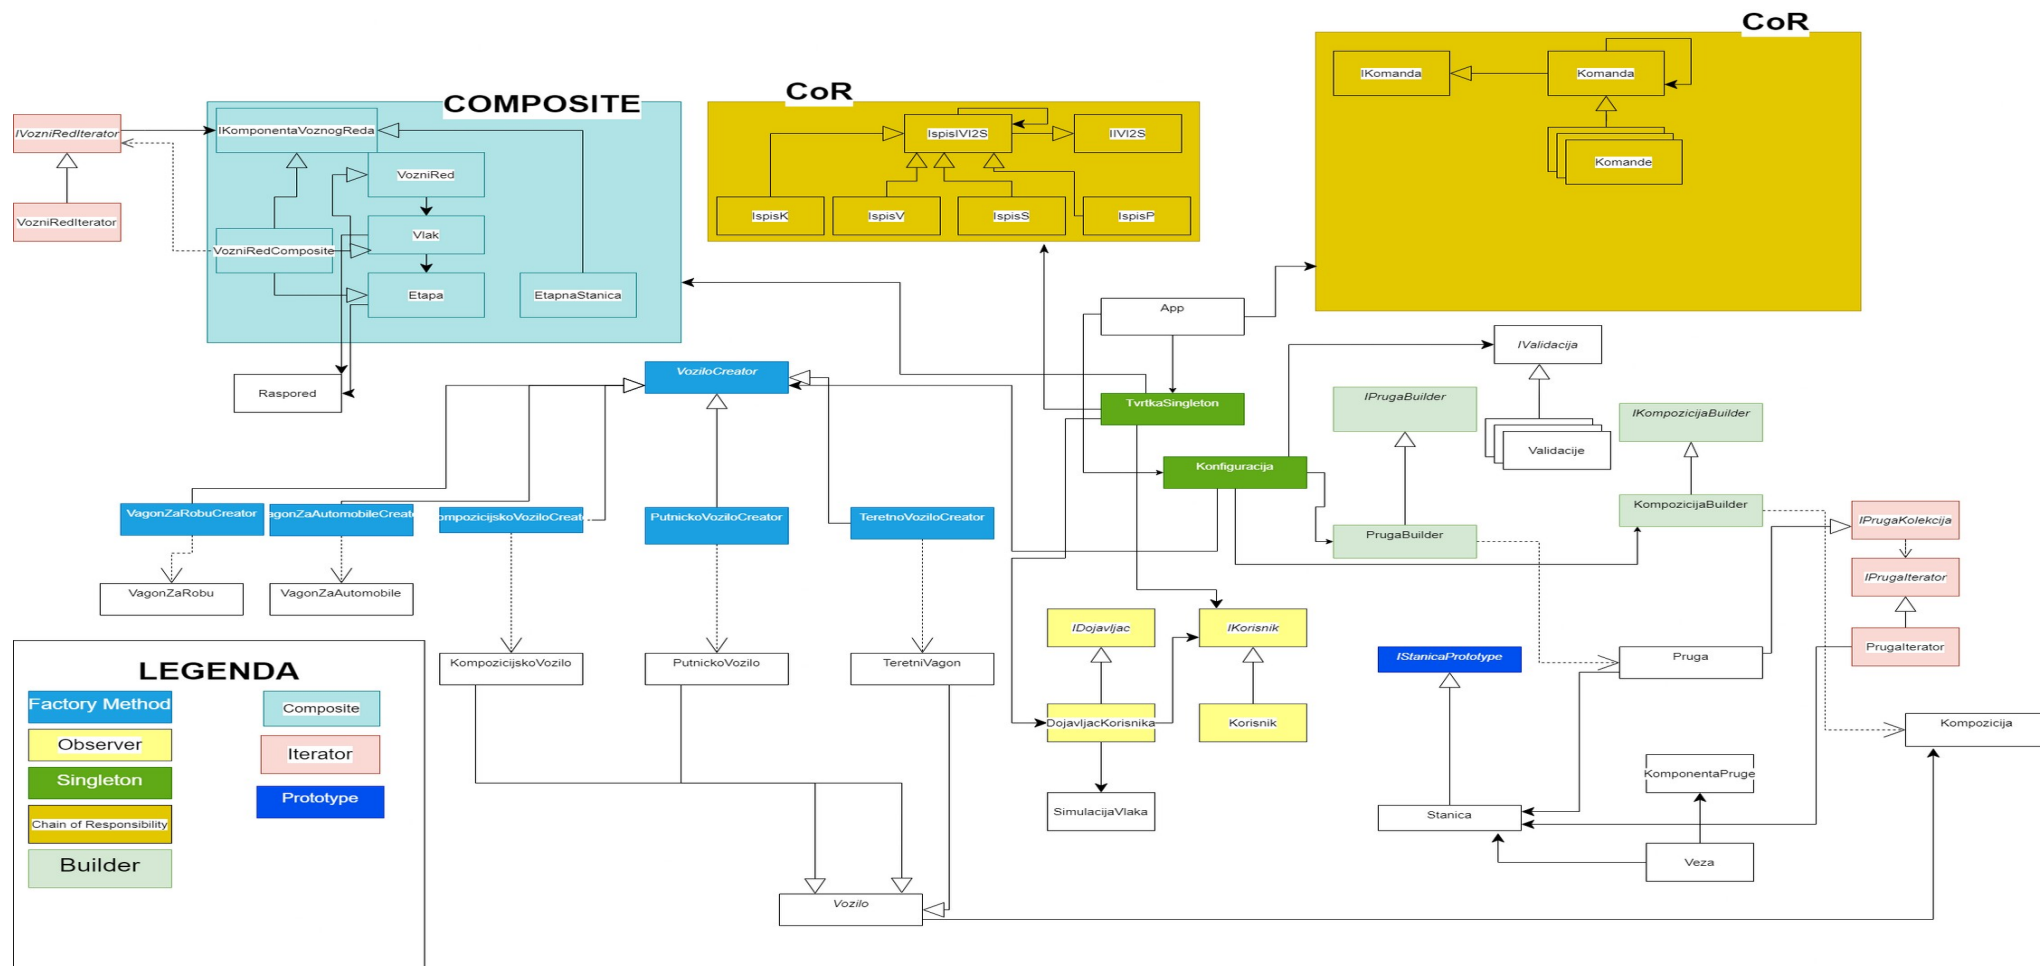 CoR
CoR
COMPOSITE
IKomanda
Komanda
Komande
IVozniRedIterator
IKomponentaVoznogReda
VozniRed
VozniRedIterator
VozniRedComposite
Vlak
Etapa
EtapnaStanica
IspisIVI2S
IIVI2S
IspisK
IspisV
IspisS
IspisP
App
Raspored
VoziloCreator
TvrtkaSingleton
IValidacija
IPrugaBuilder
IKompozicijaBuilder
Validacije
Konfiguracija
VagonZaRobuCreator
agonZaAutomobileCreato
ompozicijskoVoziloCreato
PutnickoVoziloCreator
TeretnoVoziloCreator
PrugaBuilder
KompozicijaBuilder
IPrugaKolekcija
IPrugaIterator
PrugaIterator
VagonZaRobu
VagonZaAutomobile
IDojavljac
IKorisnik
KompozicijskoVozilo
PutnickoVozilo
TeretniVagon
IStanicaPrototype
Pruga
DojavljacKorisnika
Korisnik
Kompozicija
KomponentaPruge
SimulacijaVlaka
Stanica
Veza
Vozilo
LEGENDA
Factory Method
Composite
Observer
Iterator
Singleton
Prototype
Chain of Responsibility
Builder